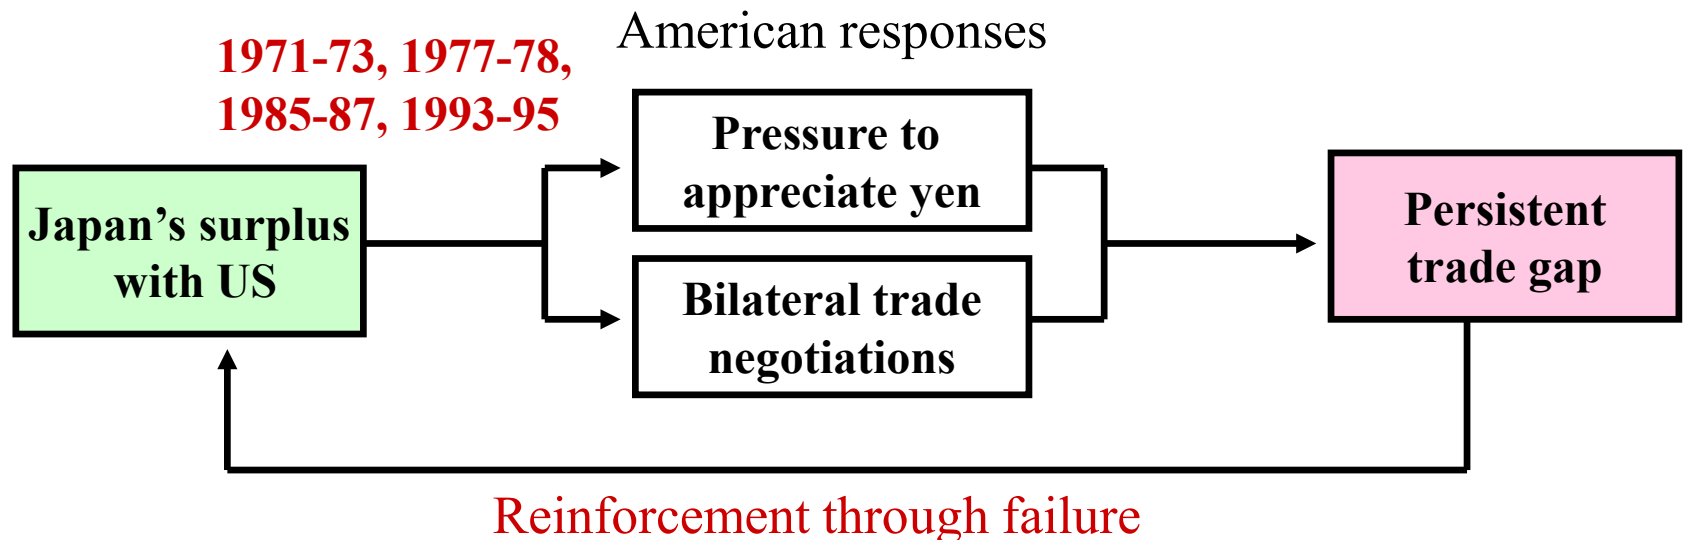 American responses
1971-73, 1977-78,
1985-87, 1993-95
Japan’s surplus
with US
Pressure to
appreciate yen
Bilateral trade
negotiations
Persistent
trade gap
Reinforcement through failure